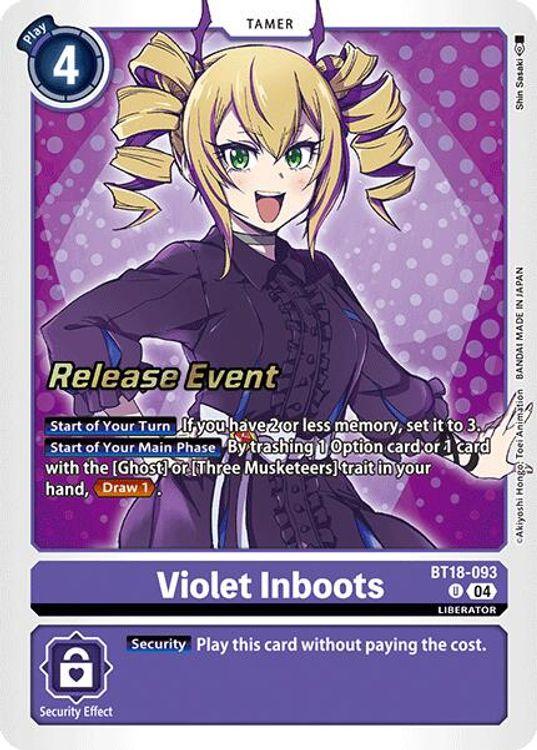 TAMER
Play
4
Shin Sasaki
Release Event
Start of Your Turn If you have 2 or less memory, set it to 3.
Start of Your Main Phase By trashing 1 Option card or 1 card
with the [Ghost] or [Three Musketeers] trait in your
hand, Draw 1.
©Akiyoshi Hongo, Toei Animation BANDAI MADE IN JAPAN
Violet Inboots
BT18-093
U 04
LIBERATOR
Security Play this card without paying the cost.
Security Effect